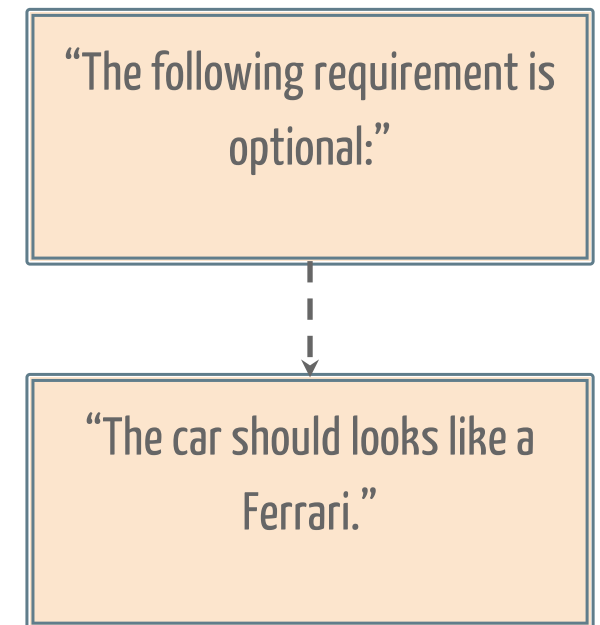 “The following requirement is
optional:”
“The car should looks like a
Ferrari.”